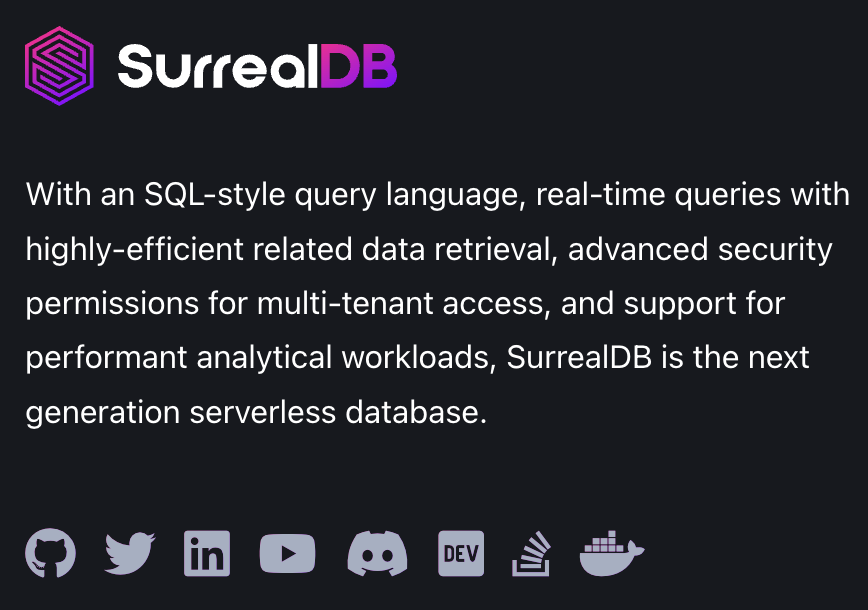 SurrealDB
With an SQL-style query language, real-time queries with
highly-efficient related data retrieval, advanced security
permissions for multi-tenant access, and support for
performant analytical workloads, SurrealDB is the next
generation serverless database.
in DEV